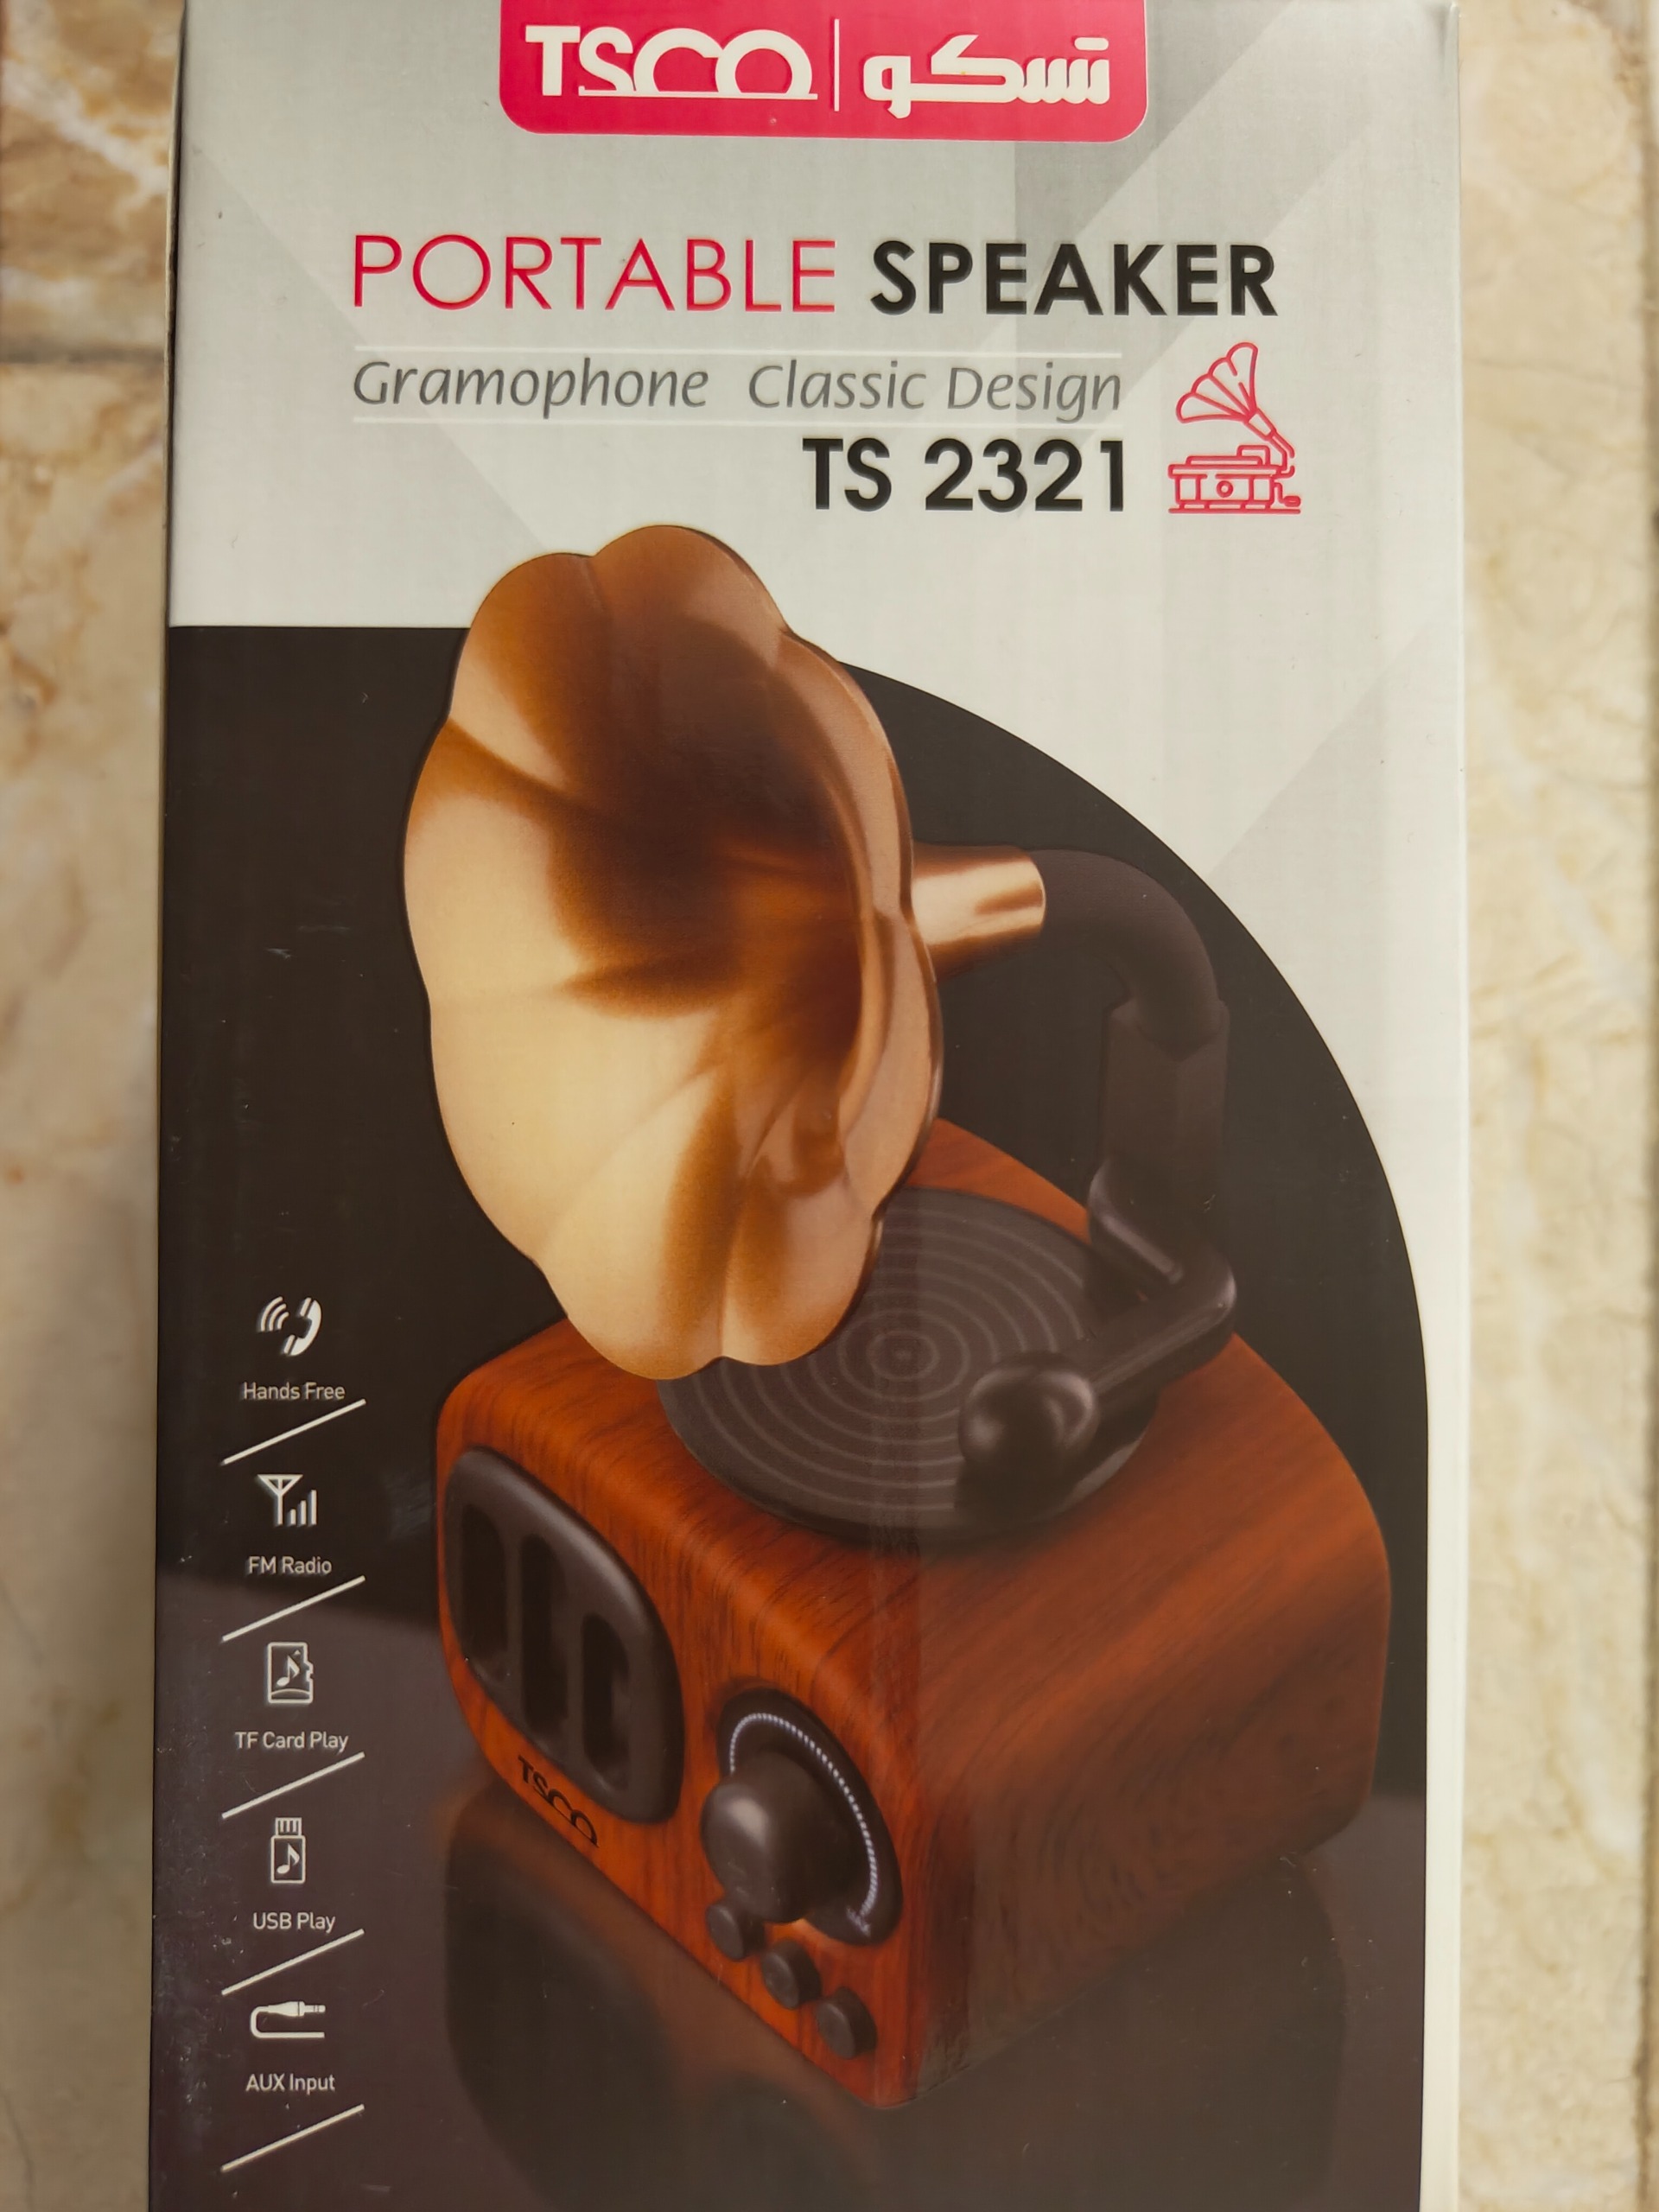 TSCO | تسکو
PORTABLE SPEAKER
Gramophone Classic Design
TS 2321
Hands Free
FM Radio
TF Card Play
USB Play
AUX Input
TSCO